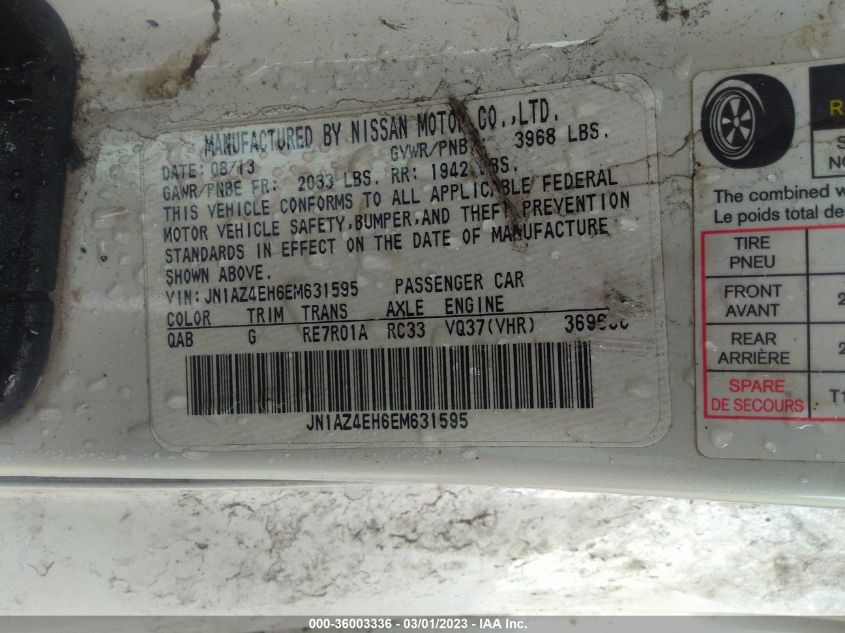 MANUFACTURED BY NISSAN MOTOR CO.,LTD.
DATE: 08/13 GVWR/PNBV 3968 LBS.
GAWR/PNBE FR: 2033 LBS. RR: 1942 LBS.
THIS VEHICLE CONFORMS TO ALL APPLICABLE FEDERAL
MOTOR VEHICLE SAFETY,BUMPER,AND THEFT PREVENTION
STANDARDS IN EFFECT ON THE DATE OF MANUFACTURE
SHOWN ABOVE.
VIN:JN1AZ4EH6EM631595 PASSENGER CAR
COLOR TRIM TRANS AXLE ENGINE
QAB G RE7R01A RC33 VQ37(VHR)
JN1AZ4EH6EM631595
The combined
Le poids total
TIRE
PNEU
FRONT
AVANT
REAR
ARRIÈRE
SPARE
DE SECOURS
000-36003336 - 03/01/2023 - © IAA Inc.